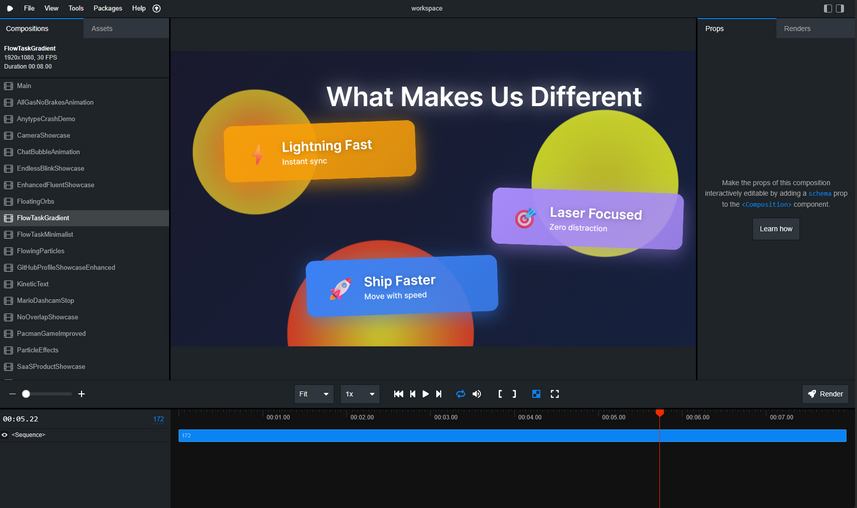 File View Tools Packages Help
workspace
Compositions Assets
FlowTaskGradient
1920x1080, 30 FPS
Duration 00:08.00
Main
AllGasNoBrakesAnimation
AnytypeCrashDemo
CameraShowcase
ChatBubbleAnimation
EndlessBlinkShowcase
EnhancedFluentShowcase
FloatingOrbs
FlowTaskGradient
FlowTaskMinimalist
FlowingParticles
GitHubProfileShowcaseEnhanced
KineticText
MarioDashcamStop
NoOverlapShowcase
PacmanGameImproved
ParticleEffects
SaaSProductShowcase
What Makes Us Different
Lightning Fast
Instant sync
Laser Focused
Zero distraction
Ship Faster
Move with speed
Props Renders
Make the props of this composition
interactively editable by adding a schema prop
to the <Composition> component.
Learn how
Fit 1x
Render
00:05.22 172
00:01.00 00:02.00 00:03.00 00:04.00 00:05.00 00:06.00 00:07.00
<Sequence>
172